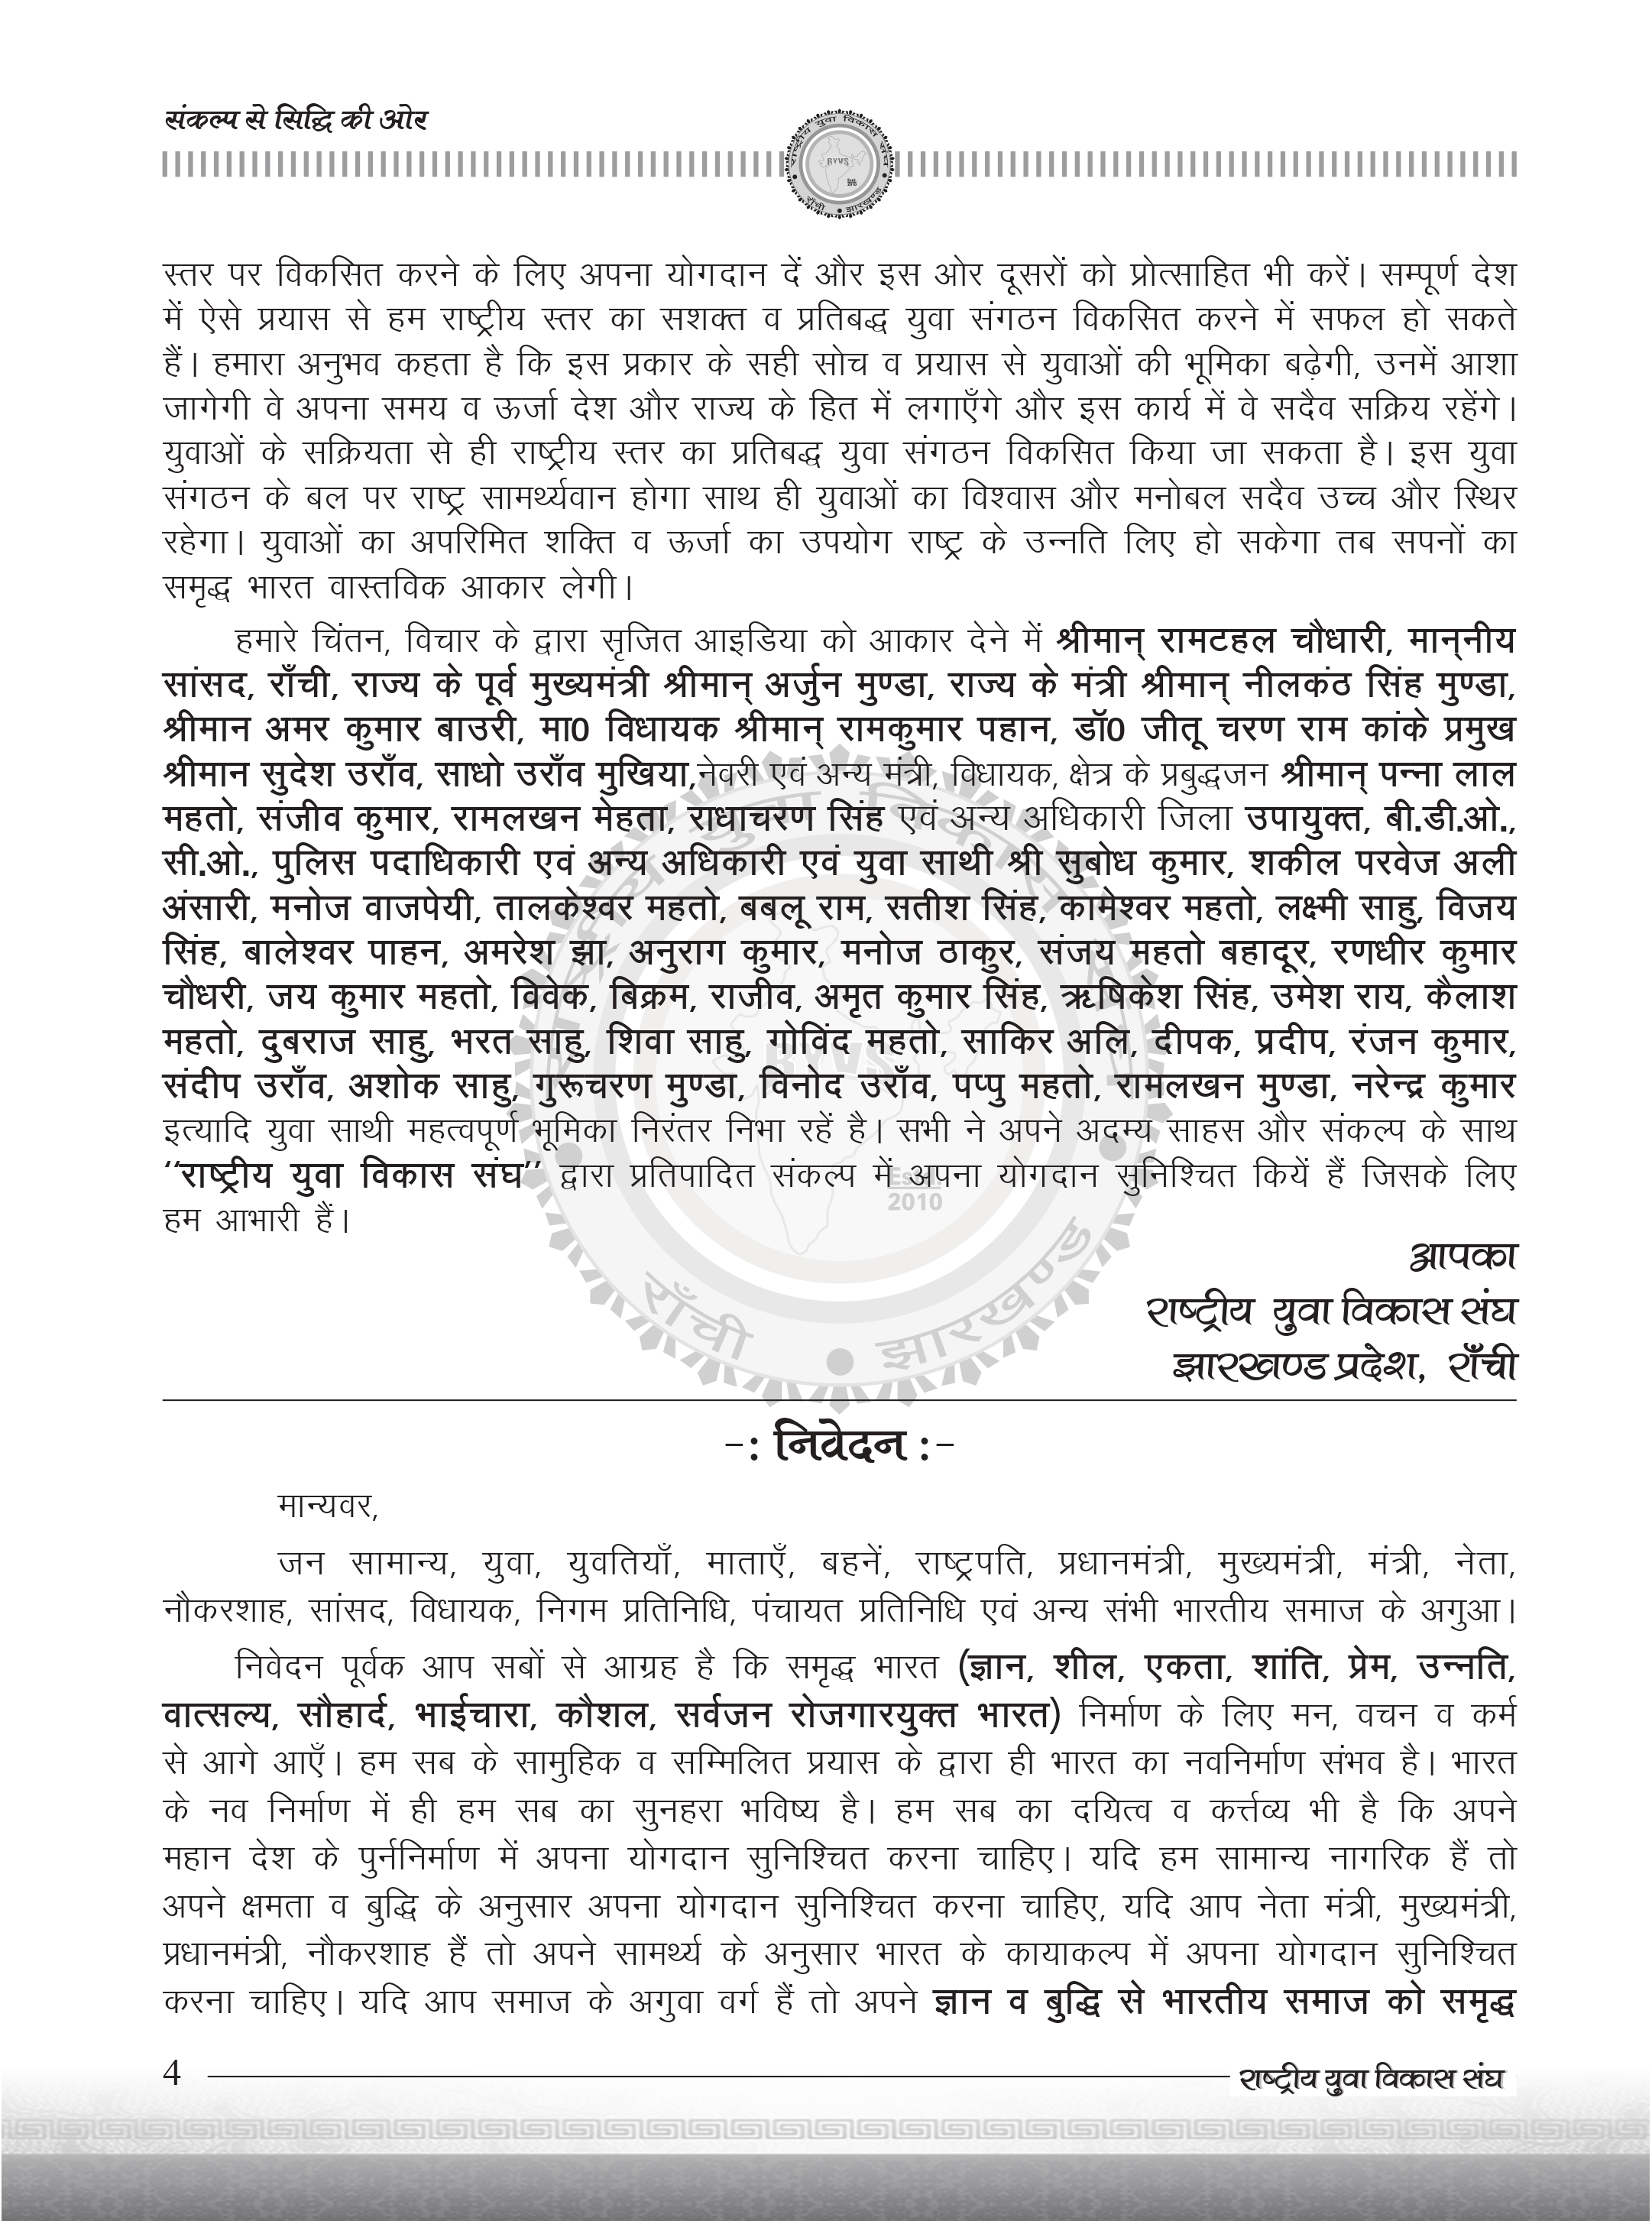 संकल्प से सिद्धि की ओर
राष्ट्रीय युवा विकास संघ
RYVS
राँची • झारखण्ड
स्तर पर विकसित करने के लिए अपना योगदान दें और इस ओर दूसरों को प्रोत्साहित भी करें। सम्पूर्ण देश
में ऐसे प्रयास से हम राष्ट्रीय स्तर का सशक्त व प्रतिबद्ध युवा संगठन विकसित करने में सफल हो सकते
हैं। हमारा अनुभव कहता है कि इस प्रकार के सही सोच व प्रयास से युवाओं की भूमिका बढ़ेगी, उनमें आशा
जागेगी वे अपना समय व ऊर्जा देश और राज्य के हित में लगाएँगे और इस कार्य में वे सदैव सक्रिय रहेंगे।
युवाओं के सक्रियता से ही राष्ट्रीय स्तर का प्रतिबद्ध युवा संगठन विकसित किया जा सकता है। इस युवा
संगठन के बल पर राष्ट्र सामर्थ्यवान होगा साथ ही युवाओं का विश्वास और मनोबल सदैव उच्च और स्थिर
रहेगा। युवाओं का अपरिमित शक्ति व ऊर्जा का उपयोग राष्ट्र के उन्नति लिए हो सकेगा तब सपनों का
समृद्ध भारत वास्तविक आकार लेगी।
हमारे चिंतन, विचार के द्वारा सृजित आइडिया को आकार देने में श्रीमान् रामटहल चौधारी, मान्‌नीय
सांसद, राँची, राज्य के पूर्व मुख्यमंत्री श्रीमान् अर्जुन मुण्डा, राज्य के मंत्री श्रीमान् नीलकंठ सिंह मुण्डा,
श्रीमान अमर कुमार बाउरी, मा0 विधायक श्रीमान् रामकुमार पहान, डॉ0 जीतू चरण राम कांके प्रमुख
श्रीमान सुदेश उराँव, साधो उराँव मुखिया,नेवरी एवं अन्य मंत्री, विधायक, क्षेत्र के प्रबुद्धजन श्रीमान् पन्ना लाल
महतो, संजीव कुमार, रामलखन मेहता, राधाचरण सिंह एवं अन्य अधिकारी जिला उपायुक्त, बी.डी.ओ.,
सी.ओ., पुलिस पदाधिकारी एवं अन्य अधिकारी एवं युवा साथी श्री सुबोध कुमार, शकील परवेज अली
अंसारी, मनोज वाजपेयी, तालकेश्वर महतो, बबलू राम, सतीश सिंह, कामेश्वर महतो, लक्ष्मी साहु, विजय
सिंह, बालेश्वर पाहन, अमरेश झा, अनुराग कुमार, मनोज ठाकुर, संजय महतो बहादूर, रणधीर कुमार
चौधरी, जय कुमार महतो, विवेक, बिक्रम, राजीव, अमृत कुमार सिंह, ऋषिकेश सिंह, उमेश राय, कैलाश
महतो, दुबराज साहु, भरत साहु, शिवा साहु, गोविंद महतो, साकिर अलि, दीपक, प्रदीप, रंजन कुमार,
संदीप उराँव, अशोक साहु, गुरूचरण मुण्डा, विनोद उराँव, पप्पु महतो, रामलखन मुण्डा, नरेन्द्र कुमार
इत्यादि युवा साथी महत्वपूर्ण भूमिका निरंतर निभा रहें है। सभी ने अपने अदम्य साहस और संकल्प के साथ
‘‘राष्ट्रीय युवा विकास संघ’’ द्वारा प्रतिपादित संकल्प में अपना योगदान सुनिश्चित कियें हैं जिसके लिए
हम आभारी हैं।
राष्ट्रीय युवा विकास संघ
RYVS
Estd.
2010
राँची • झारखण्ड
आपका
राष्ट्रीय युवा विकास संघ
झारखण्ड प्रदेश, राँची
-: निवेदन :-
मान्यवर,
जन सामान्य, युवा, युवतियाँ, माताएँ, बहनें, राष्ट्रपति, प्रधानमंत्री, मुख्यमंत्री, मंत्री, नेता,
नौकरशाह, सांसद, विधायक, निगम प्रतिनिधि, पंचायत प्रतिनिधि एवं अन्य संभी भारतीय समाज के अगुआ।
निवेदन पूर्वक आप सबों से आग्रह है कि समृद्ध भारत (ज्ञान, शील, एकता, शांति, प्रेम, उन्नति,
वात्सल्य, सौहार्द, भाईचारा, कौशल, सर्वजन रोजगारयुक्त भारत) निर्माण के लिए मन, वचन व कर्म
से आगे आएँ। हम सब के सामुहिक व सम्मिलित प्रयास के द्वारा ही भारत का नवनिर्माण संभव है। भारत
के नव निर्माण में ही हम सब का सुनहरा भविष्य है। हम सब का दयित्व व कर्त्तव्य भी है कि अपने
महान देश के पुर्ननिर्माण में अपना योगदान सुनिश्चित करना चाहिए। यदि हम सामान्य नागरिक हैं तो
अपने क्षमता व बुद्धि के अनुसार अपना योगदान सुनिश्चित करना चाहिए, यदि आप नेता मंत्री, मुख्यमंत्री,
प्रधानमंत्री, नौकरशाह हैं तो अपने सामर्थ्य के अनुसार भारत के कायाकल्प में अपना योगदान सुनिश्चित
करना चाहिए। यदि आप समाज के अगुवा वर्ग हैं तो अपने ज्ञान व बुद्धि से भारतीय समाज को समृद्ध
4
राष्ट्रीय युवा विकास संघ